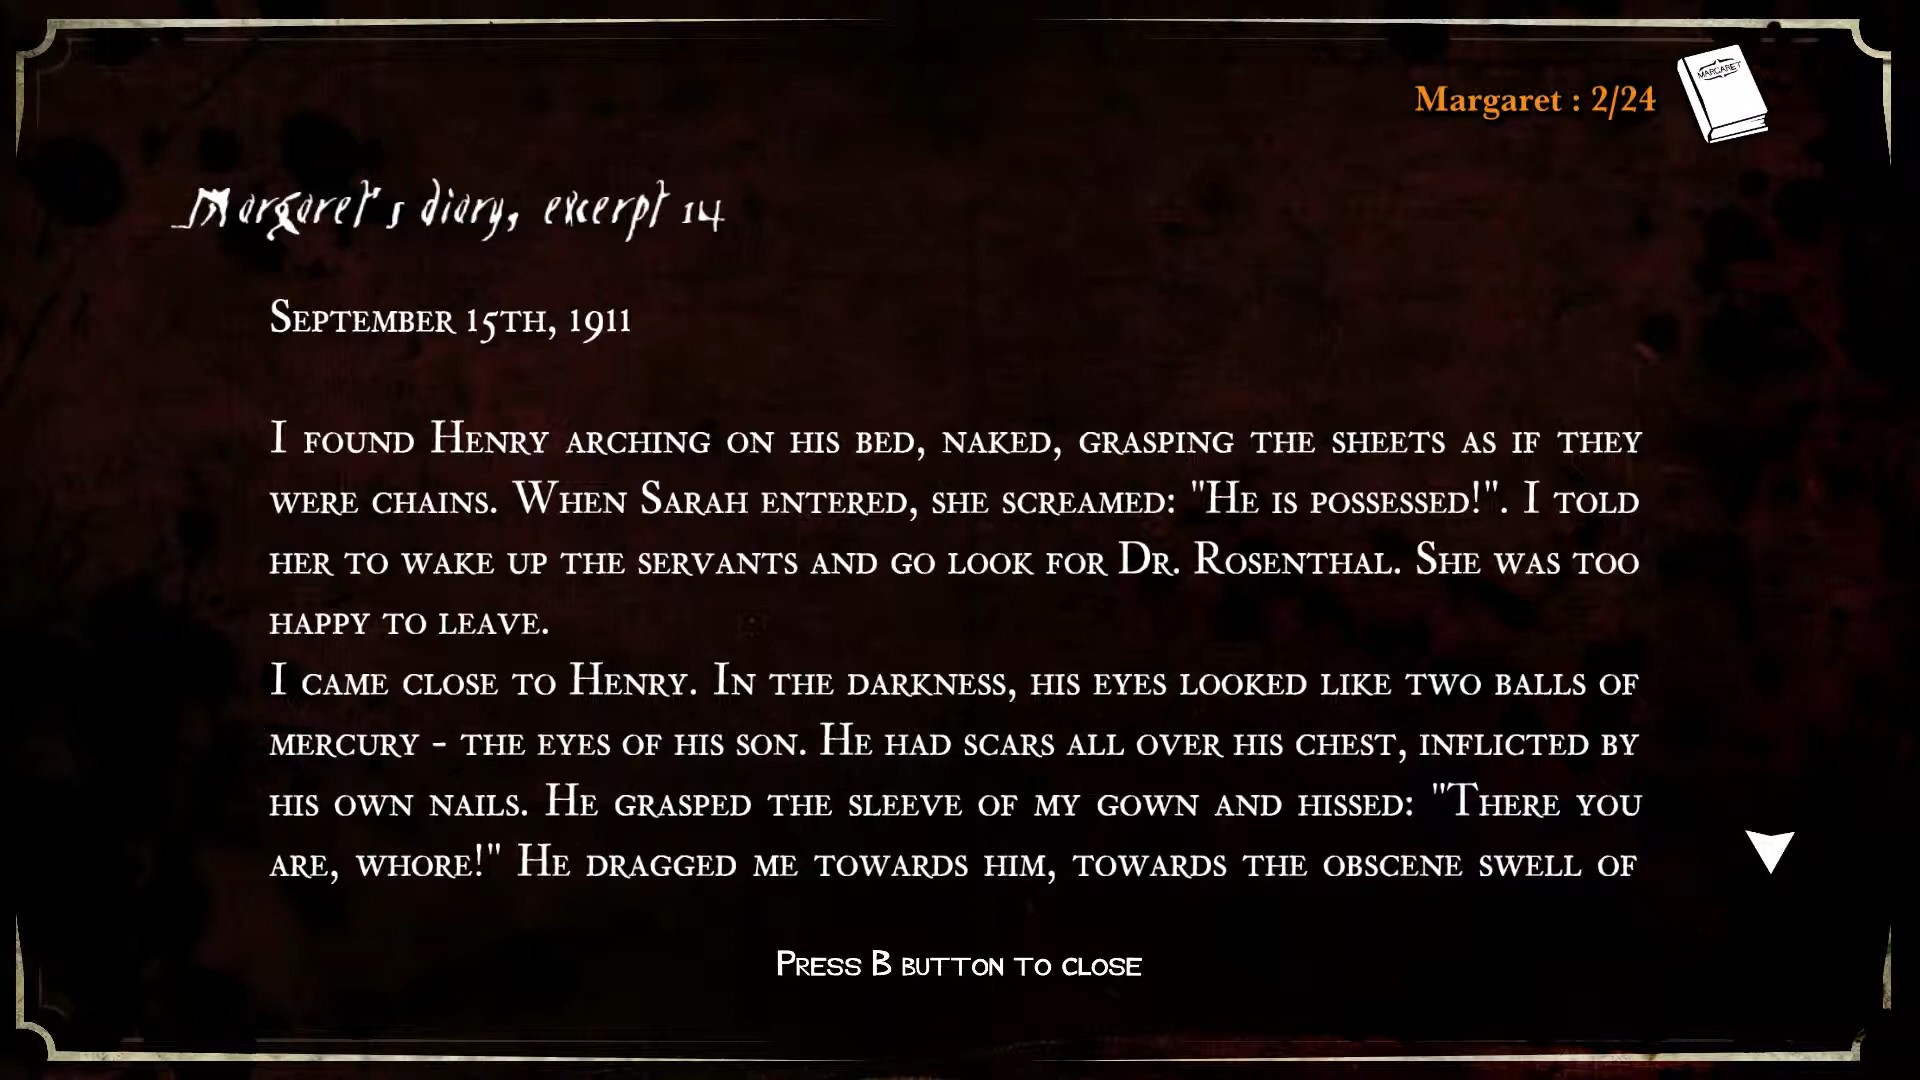 Margaret : 2/24
MARGARET
Margaret's diary, excerpt 14
September 15th, 1911
I found Henry arching on his bed, naked, grasping the sheets as if they
were chains. When Sarah entered, she screamed: "He is possessed!". I told
her to wake up the servants and go look for Dr. Rosenthal. She was too
happy to leave.
I came close to Henry. In the darkness, his eyes looked like two balls of
mercury - the eyes of his son. He had scars all over his chest, inflicted by
his own nails. He grasped the sleeve of my gown and hissed: "There you
are, whore!" He dragged me towards him, towards the obscene swell of
Press B button to close